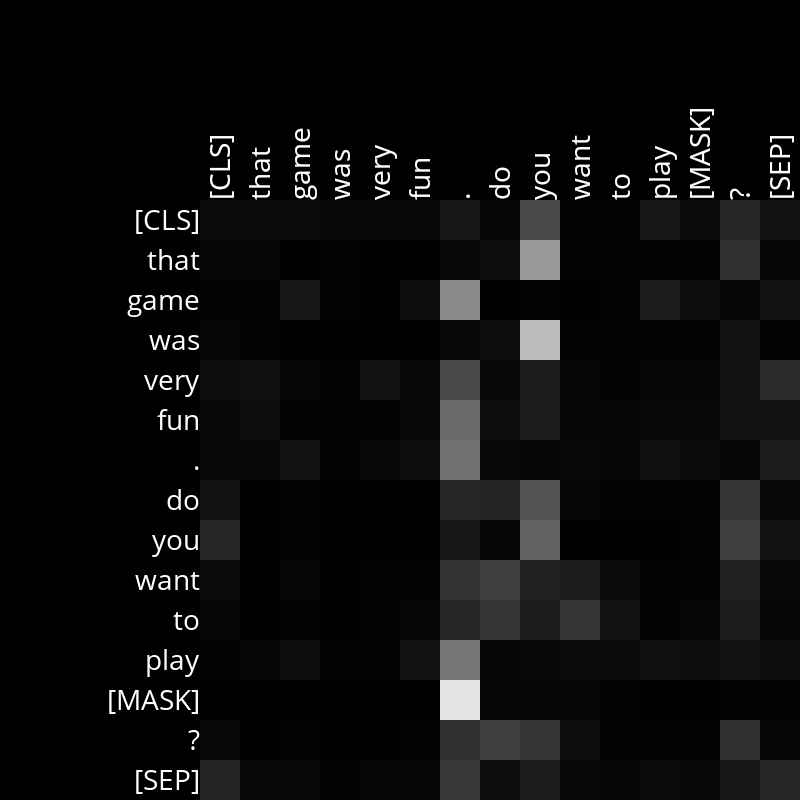 [CLS] that game was very fun . do you want to play [MASK] ? [SEP]
[CLS]
that
game
was
very
fun
.
do
you
want
to
play
[MASK]
?
[SEP]